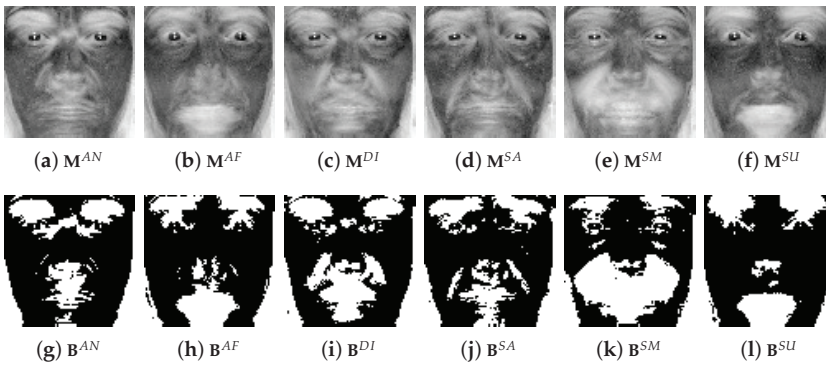 (a) M^AN (b) M^AF (c) M^DI (d) M^SA (e) M^SM (f) M^SU
(g) B^AN (h) B^AF (i) B^DI (j) B^SA (k) B^SM (l) B^SU